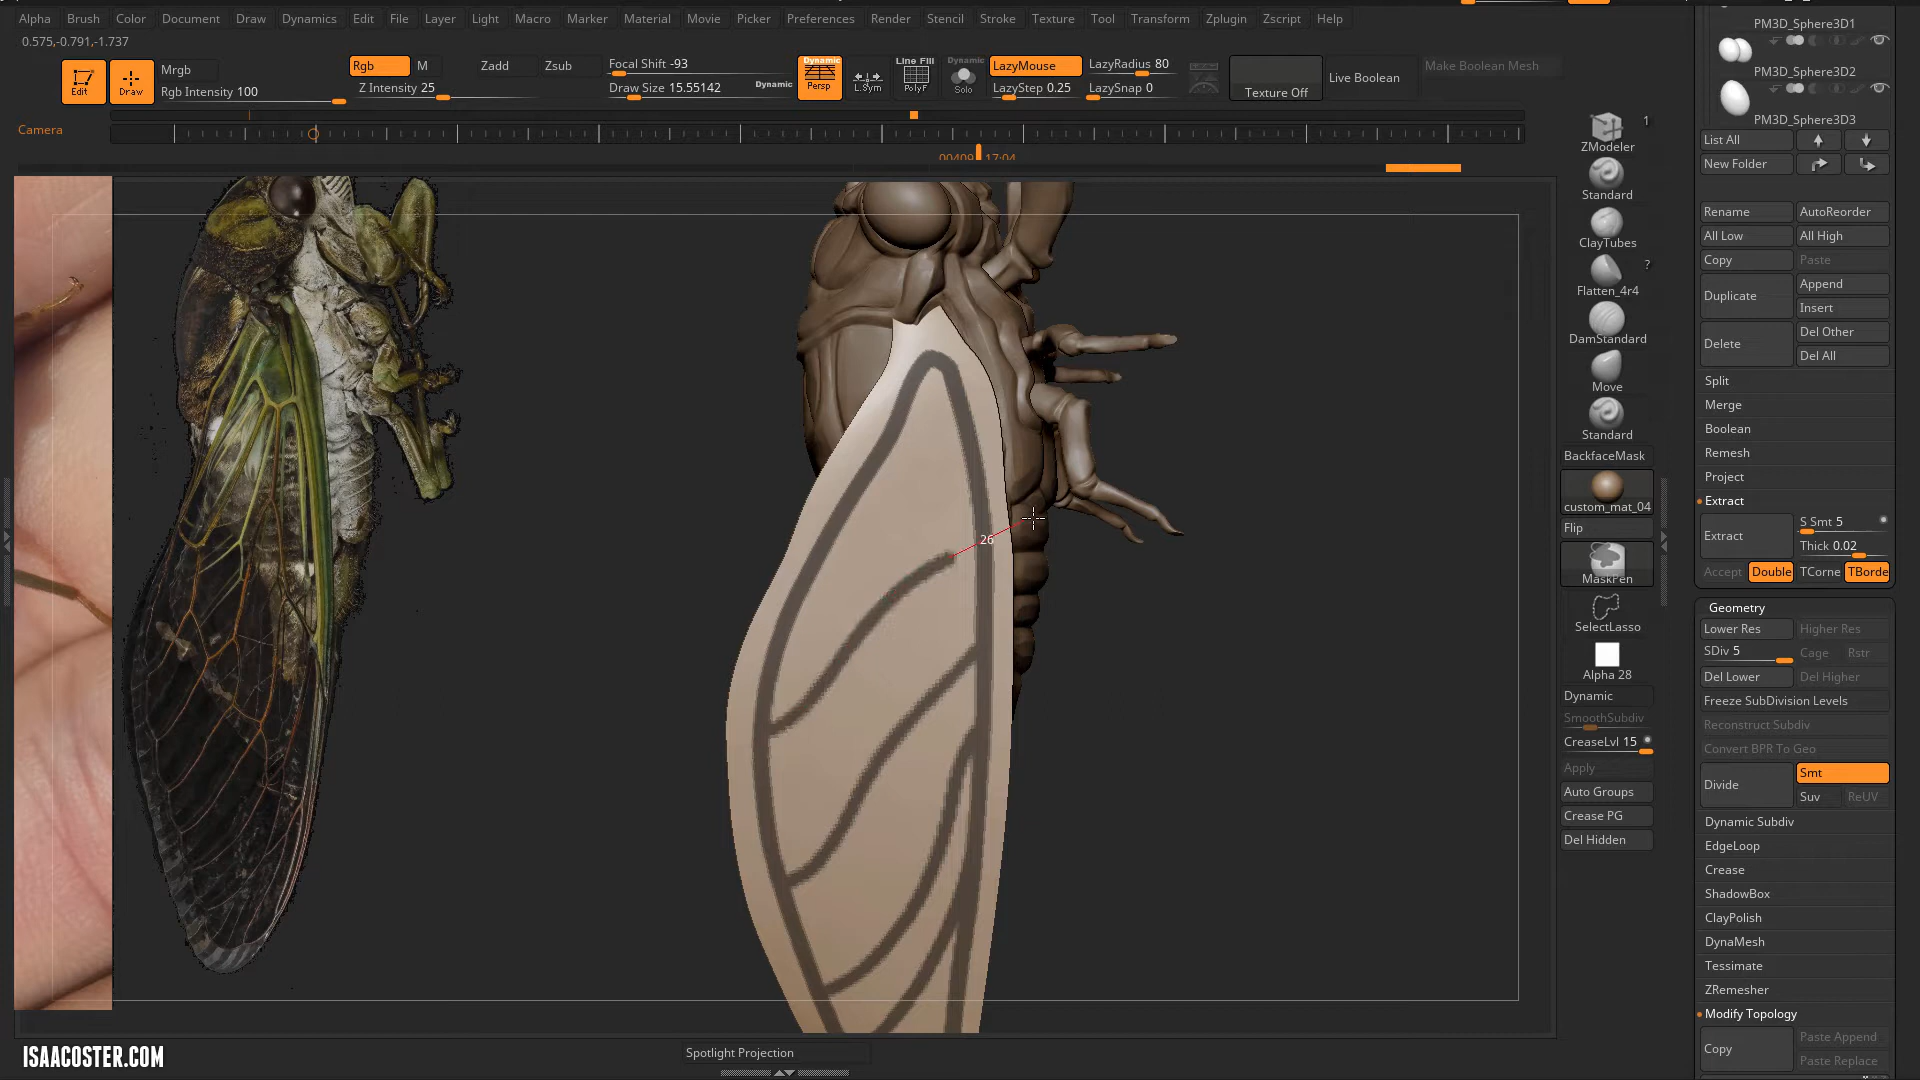 Alpha Brush Color Document Draw Dynamics Edit File Layer Light Macro Marker Material Movie Picker Preferences Render Stencil Stroke Texture Tool Transform Zplugin Zscript Help
0.575,-0.791,-1.737
Edit
Draw
Mrgb
Rgb Intensity 100
Rgb M
Z Intensity 25
Zadd Zsub
Focal Shift -93
Draw Size 15.55142
Dynamic
Dynamic
Persp
L.Sym
Line Fill
PolyF
Dynamic
Solo
LazyMouse
LazyStep 0.25
LazyRadius 80
LazySnap 0
Texture Off
Live Boolean
Make Boolean Mesh
Camera
00409 17:04
26
ISAACOSTER.COM
Spotlight Projection
1
ZModeler
Standard
ClayTubes
?
Flatten_4r4
DamStandard
Move
Standard
BackfaceMask
custom_mat_04
Flip
MaskPen
SelectLasso
Alpha 28
Dynamic
SmoothSubdiv
CreaseLvl 15
Apply
Auto Groups
Crease PG
Del Hidden
PM3D_Sphere3D1
PM3D_Sphere3D2
PM3D_Sphere3D3
List All
New Folder
Rename AutoReorder
All Low All High
Copy Paste
Duplicate Append
Insert
Delete Del Other
Del All
Split
Merge
Boolean
Remesh
Project
Extract
Extract S Smt 5
Thick 0.02
Accept Double TCorne TBorde
Geometry
Lower Res Higher Res
SDiv 5 Cage Rstr
Del Lower Del Higher
Freeze SubDivision Levels
Reconstruct Subdiv
Convert BPR To Geo
Divide Smt
Suv ReUV
Dynamic Subdiv
EdgeLoop
Crease
ShadowBox
ClayPolish
DynaMesh
Tessimate
ZRemesher
Modify Topology
Copy Paste Append
Paste Replace